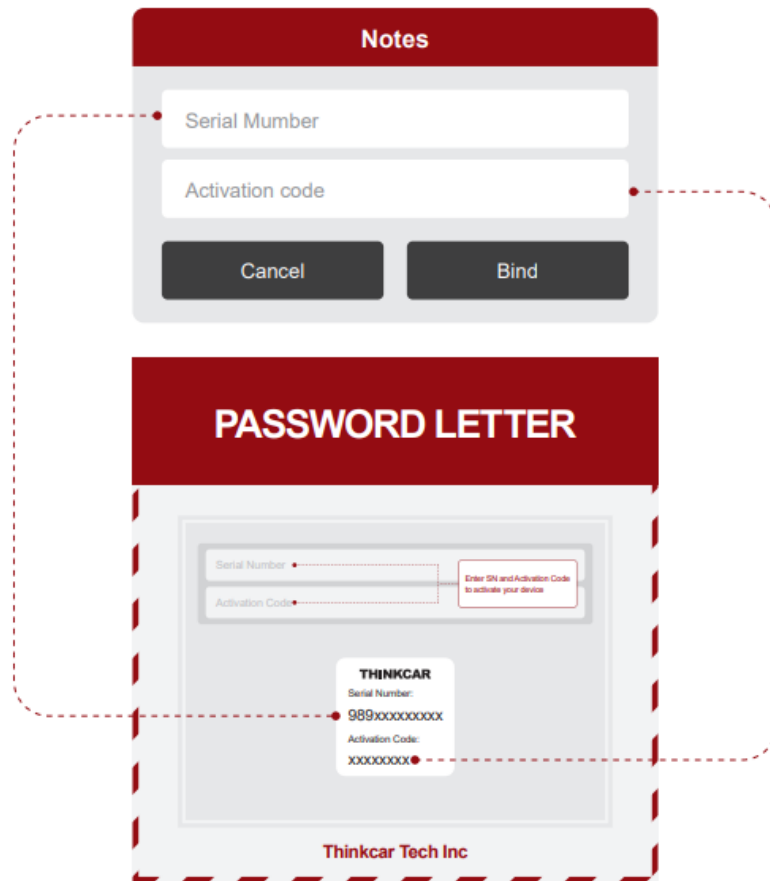 Notes
Serial Mumber
Activation code
Cancel
Bind
PASSWORD LETTER
Serial Number
Enter SN and Activation Code
to activate your device
Activation Code
THINKCAR
Serial Number:
989xxxxxxxxx
Activation Code:
xxxxxxxx
Thinkcar Tech Inc